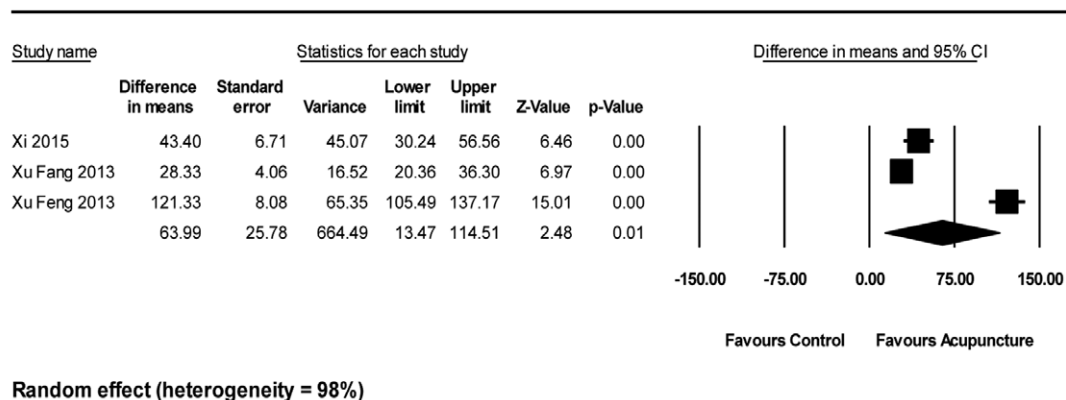 Study name Statistics for each study Difference in means and 95% CI
Difference in means Standard error Variance Lower limit Upper limit Z-Value p-Value
Xi 2015 43.40 6.71 45.07 30.24 56.56 6.46 0.00
Xu Fang 2013 28.33 4.06 16.52 20.36 36.30 6.97 0.00
Xu Feng 2013 121.33 8.08 65.35 105.49 137.17 15.01 0.00
63.99 25.78 664.49 13.47 114.51 2.48 0.01
-150.00 -75.00 0.00 75.00 150.00
Favours Control Favours Acupuncture
Random effect (heterogeneity = 98%)